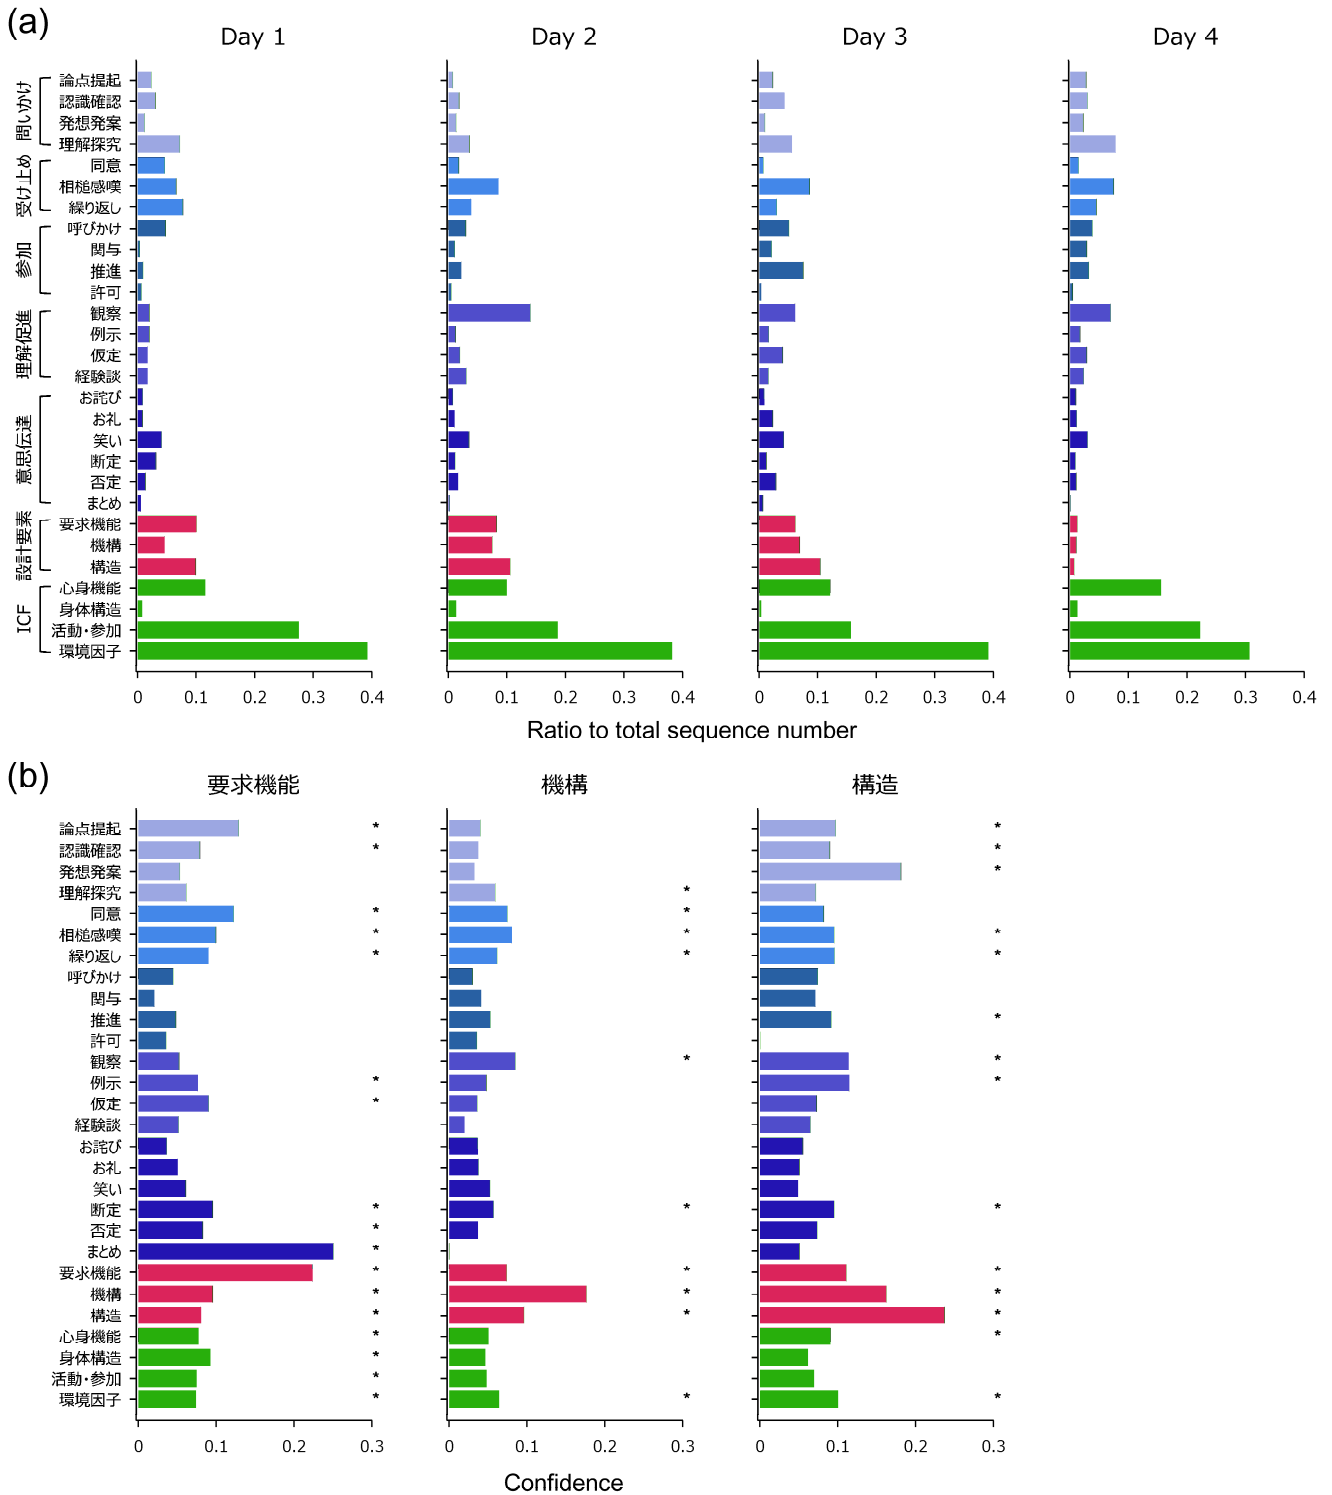 (a)
Day 1
Day 2
Day 3
Day 4
問いかけ
論点提起
認識確認
発想発案
理解探究
受け止め
同意
相槌感嘆
繰り返し
参加
呼びかけ
関与
推進
許可
理解促進
観察
例示
仮定
経験談
意思伝達
お詫び
お礼
笑い
断定
否定
まとめ
設計要素
要求機能
機構
構造
ICF
心身機能
身体構造
活動・参加
環境因子
0 0.1 0.2 0.3 0.4
0 0.1 0.2 0.3 0.4
0 0.1 0.2 0.3 0.4
0 0.1 0.2 0.3 0.4
Ratio to total sequence number
(b)
要求機能
機構
構造
論点提起 * *
認識確認 * *
発想発案 *
理解探究 *
同意 * *
相槌感嘆 * * *
繰り返し * * *
呼びかけ
関与
推進 *
許可
観察 * *
例示 * *
仮定 *
経験談
お詫び
お礼
笑い
断定 * * *
否定 *
まとめ *
要求機能 * * *
機構 * * *
構造 * * *
心身機能 * *
身体構造 *
活動・参加 *
環境因子 * * *
0 0.1 0.2 0.3
0 0.1 0.2 0.3
0 0.1 0.2 0.3
Confidence